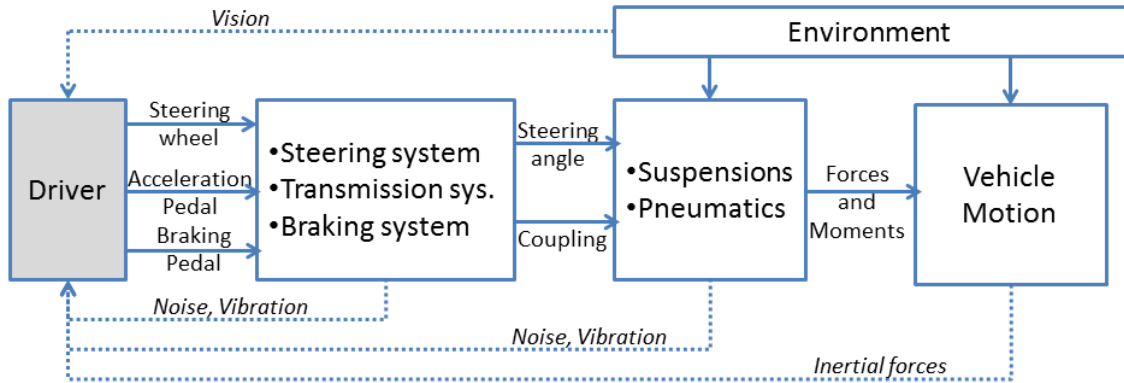 Vision
Environment
Driver
Steering
wheel
Acceleration
Pedal
Braking
Pedal
•Steering system
•Transmission sys.
•Braking system
Steering
angle
Coupling
•Suspensions
•Pneumatics
Forces
and
Moments
Vehicle
Motion
Noise, Vibration
Noise, Vibration
Inertial forces